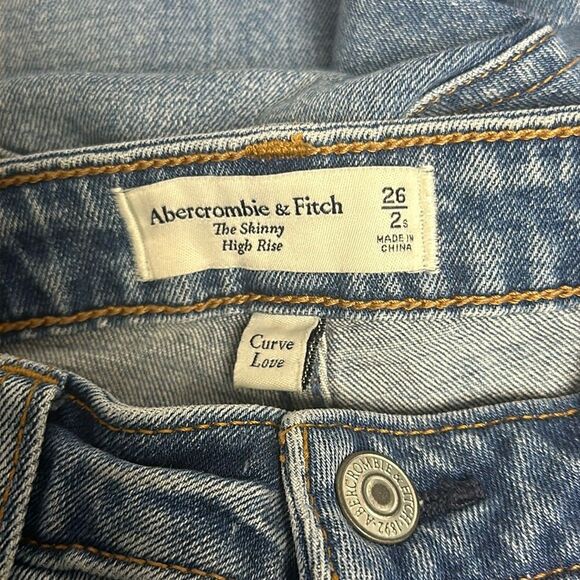 Abercrombie & Fitch
The Skinny
High Rise
26
2s
MADE IN
CHINA
Curve
Love
ABERCROMBIE & FITCH 1892